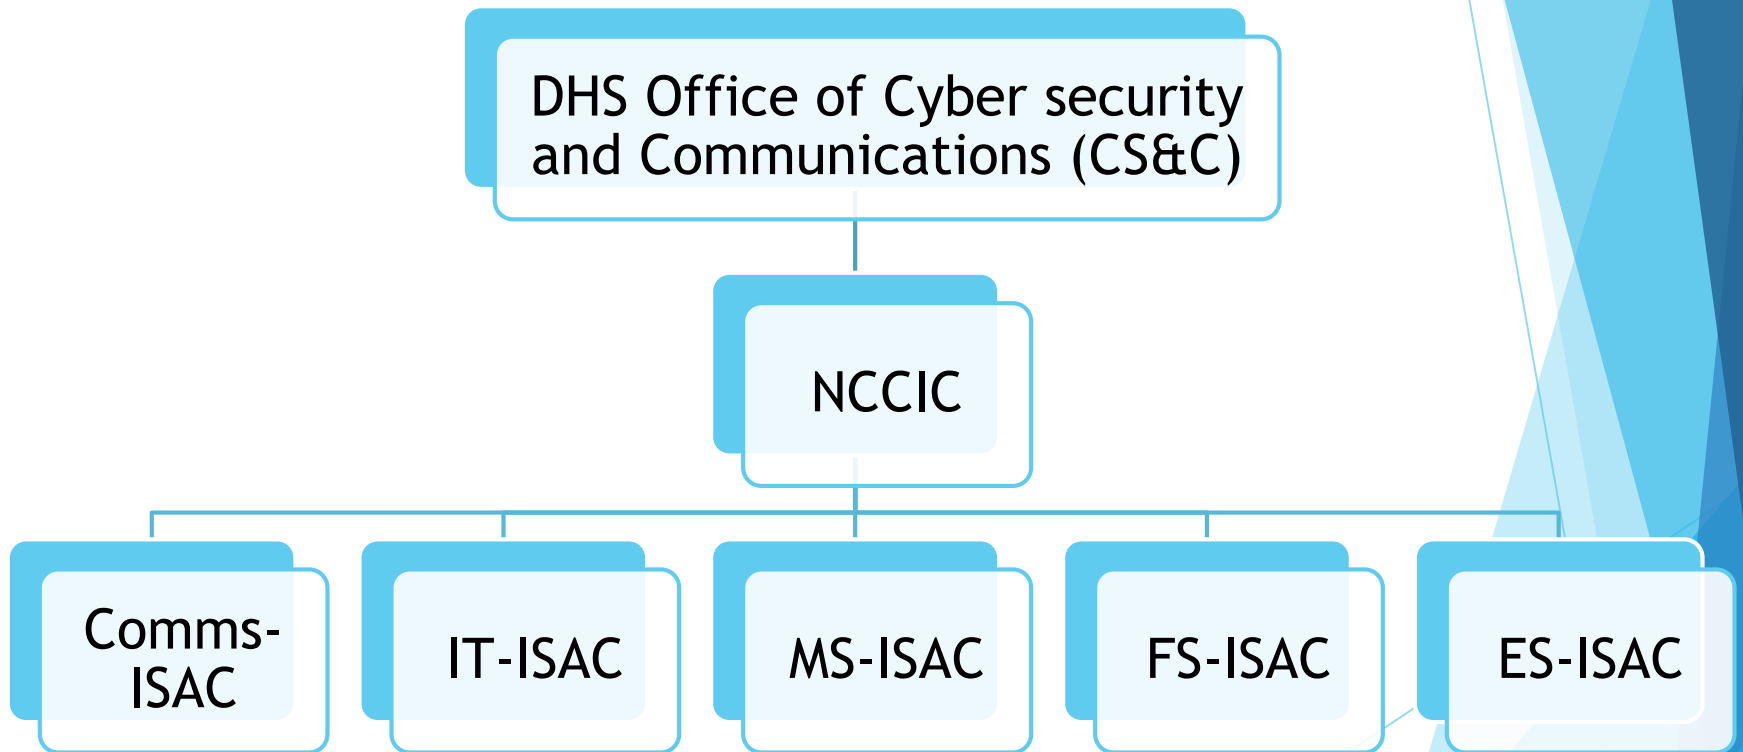 DHS Office of Cyber security
and Communications (CS&C)
NCCIC
Comms-
ISAC
IT-ISAC
MS-ISAC
FS-ISAC
ES-ISAC